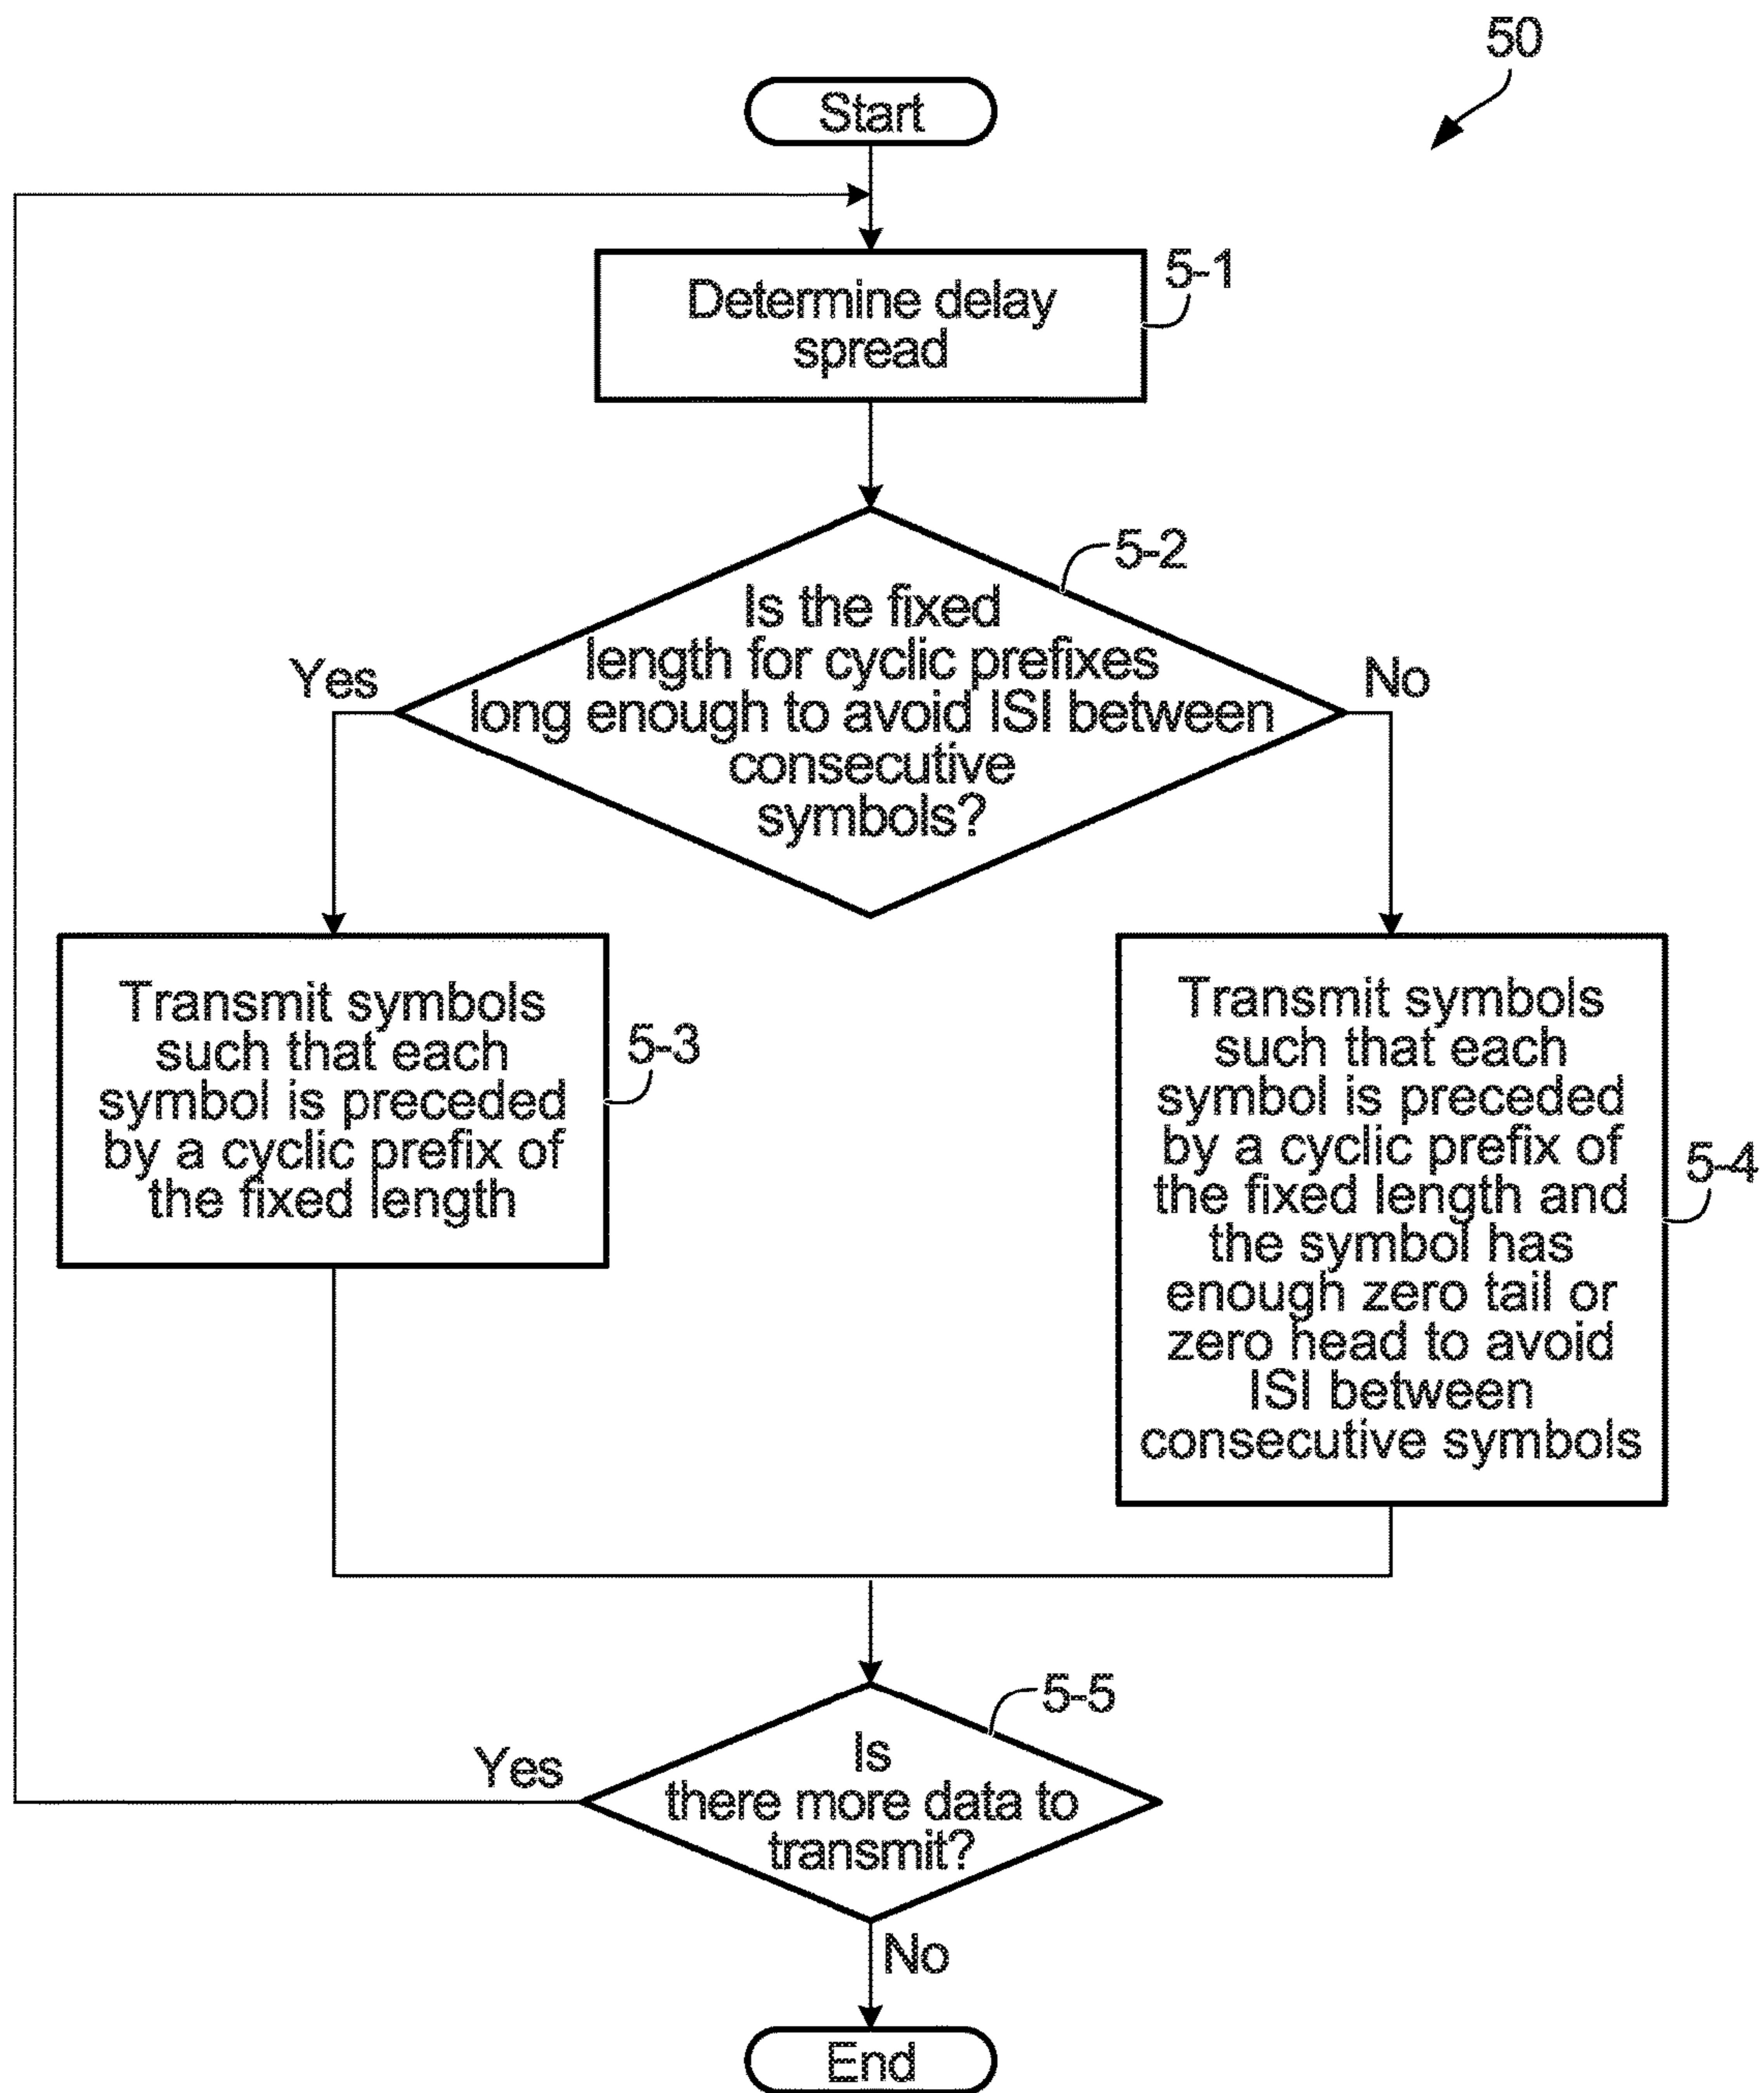 50
Start
5-1
Determine delay
spread
5-2
Is the fixed
length for cyclic prefixes
long enough to avoid ISI between
consecutive
symbols?
Yes
No
Transmit symbols
such that each
symbol is preceded
by a cyclic prefix of
the fixed length
5-3
Transmit symbols
such that each
symbol is preceded
by a cyclic prefix of
the fixed length and
the symbol has
enough zero tail or
zero head to avoid
ISI between
consecutive symbols
5-4
5-5
Is
there more data to
transmit?
Yes
No
End